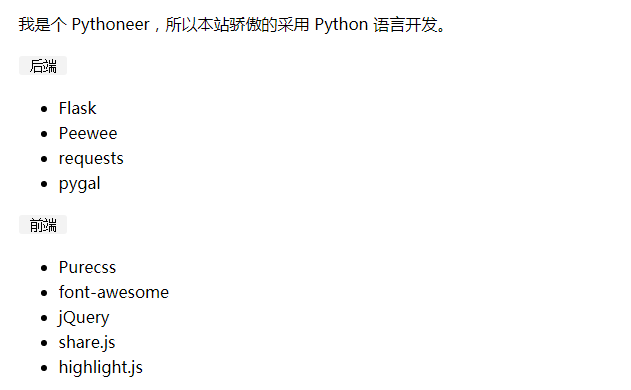 我是个 Pythoneer，所以本站骄傲的采用 Python 语言开发。
后端
Flask
Peewee
requests
pygal
前端
Purecss
font-awesome
jQuery
share.js
highlight.js